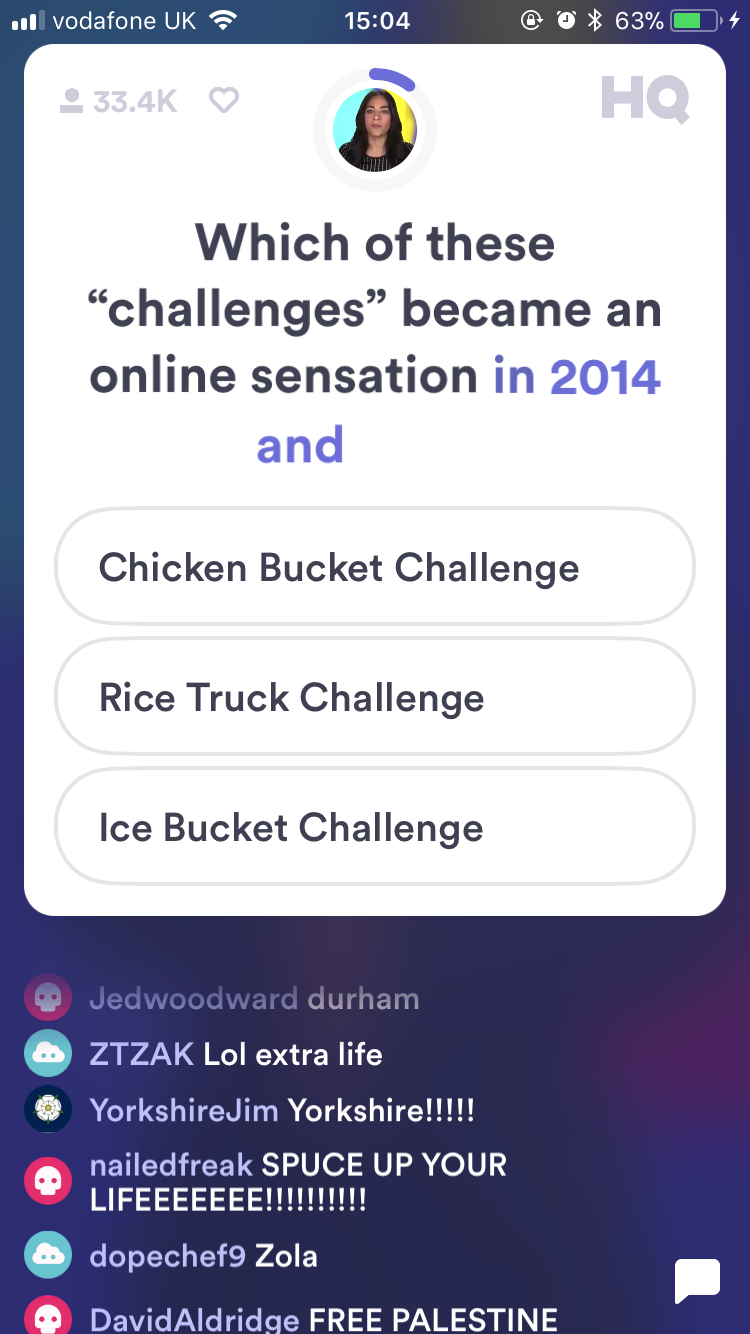 vodafone UK 15:04 63%
33.4K HQ
Which of these
“challenges” became an
online sensation in 2014
and
Chicken Bucket Challenge
Rice Truck Challenge
Ice Bucket Challenge
Jedwoodward durham
ZTZAK Lol extra life
YorkshireJim Yorkshire!!!!!
nailedfreak SPUCE UP YOUR
LIFEEEEEEE!!!!!!!!!!
dopechef9 Zola
DavidAldridge FREE PALESTINE